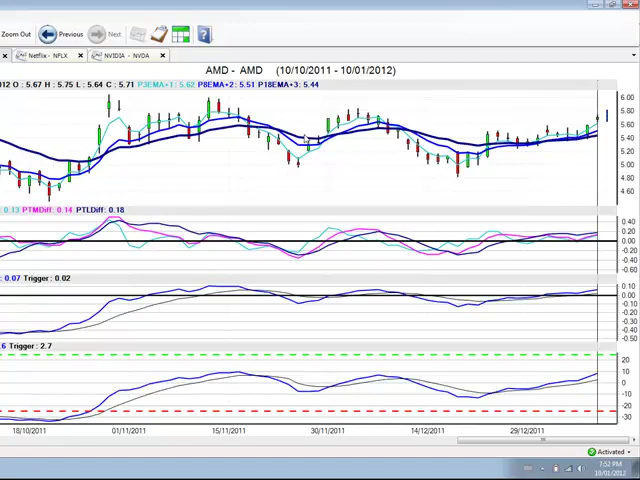 Zoom Out Previous Next
Netflix - NFLX NVIDIA - NVDA
AMD - AMD (10/10/2011 - 10/01/2012)
012 O : 5.67 H : 5.75 L : 5.64 C : 5.71 P3EMA+1: 5.62 P8EMA+2: 5.51 P18EMA+3: 5.44
6.00
5.80
5.60
5.40
5.20
5.00
4.80
4.60
0.13 PTMDiff: 0.14 PTLDiff: 0.18
0.40
0.20
0.00
-0.20
-0.40
-0.60
0.07 Trigger: 0.02
0.10
0.00
-0.10
-0.20
-0.30
-0.40
-0.50
.6 Trigger: 2.7
20
10
0
-10
-20
-30
18/10/2011 01/11/2011 15/11/2011 30/11/2011 14/12/2011 29/12/2011
Activated
7:52 PM
10/01/2012